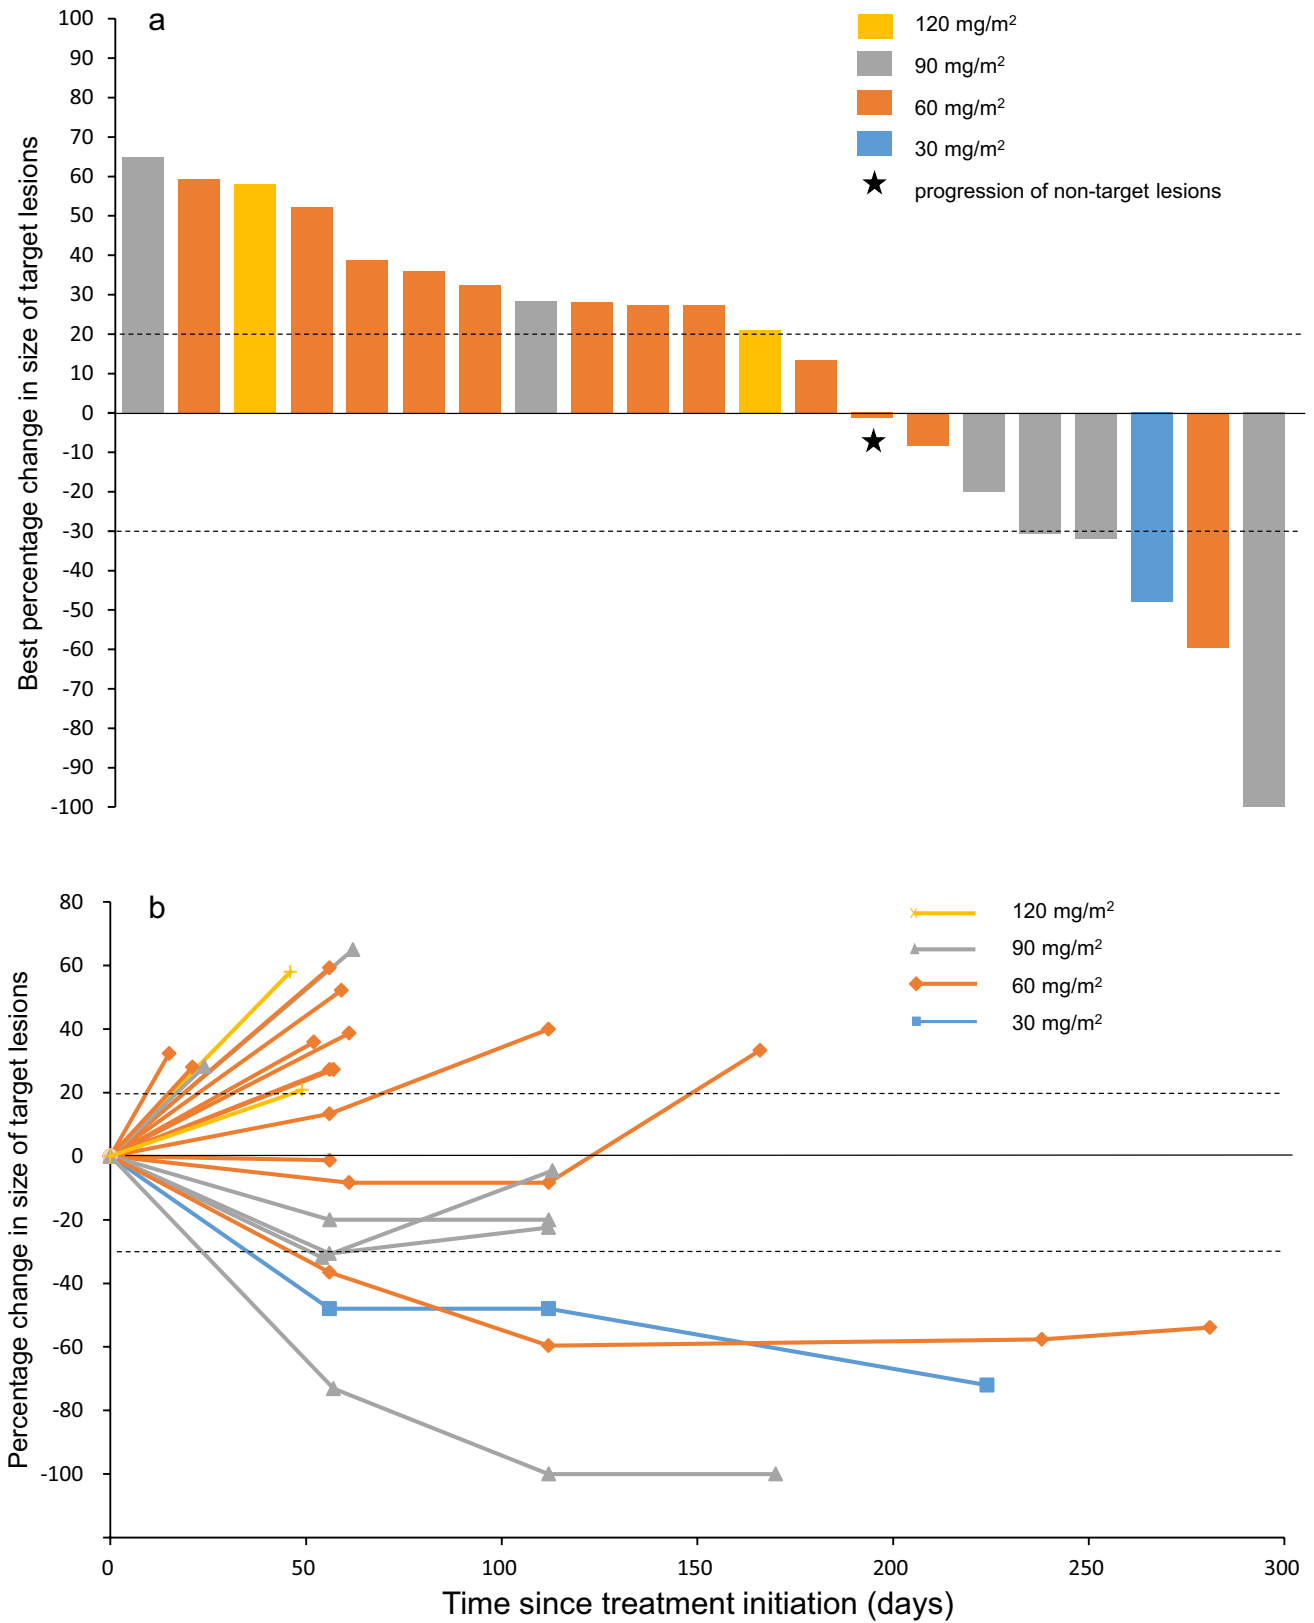 a
Best percentage change in size of target lesions
100
90
80
70
60
50
40
30
20
10
0
-10
-20
-30
-40
-50
-60
-70
-80
-90
-100
120 mg/m²
90 mg/m²
60 mg/m²
30 mg/m²
progression of non-target lesions
b
Percentage change in size of target lesions
80
60
40
20
0
-20
-40
-60
-80
-100
120 mg/m²
90 mg/m²
60 mg/m²
30 mg/m²
0 50 100 150 200 250 300
Time since treatment initiation (days)